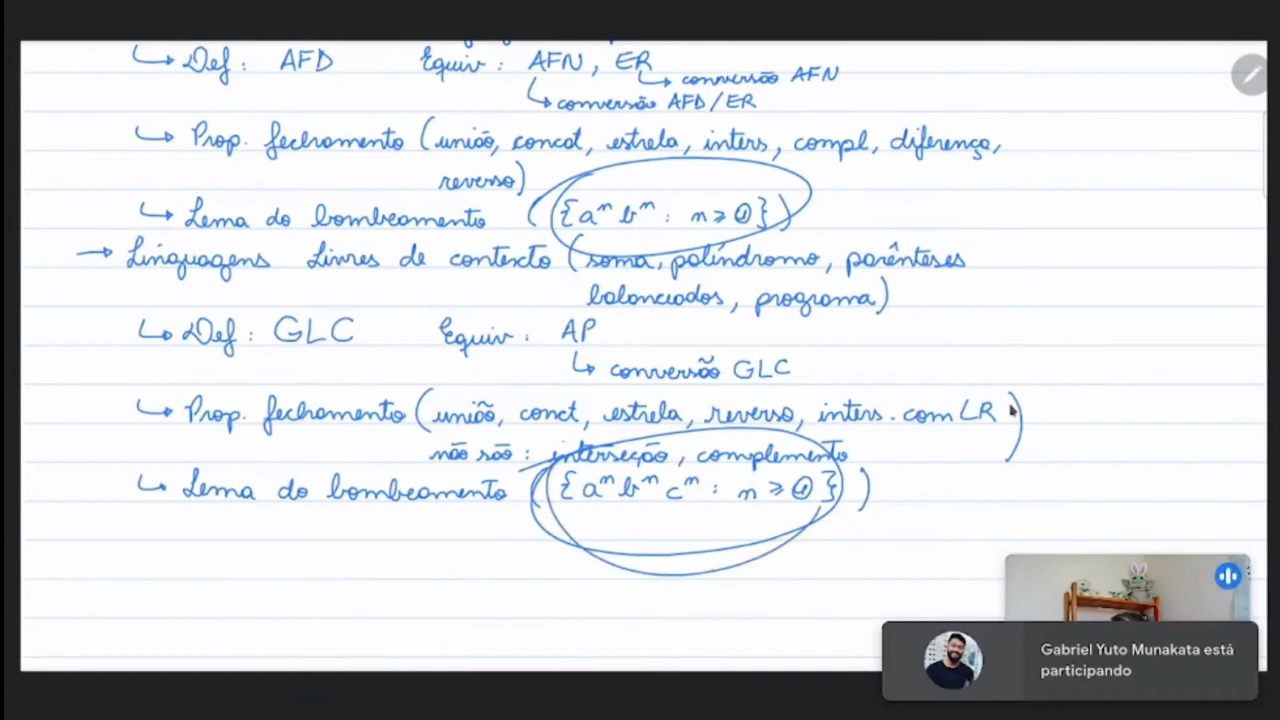 ↳ Def: AFD Equiv: AFN, ER
↳ conversão AFN
↳ conversão AFD/ER
↳ Prop. fechamento (união, concat, estrela, inters, compl, diferença,
reverso)
↳ Lema do bombeamento ({aⁿbⁿ : n ≥ 0})
→ Linguagens Livres de contexto (soma, palíndromo, parênteses
balanciados, programa)
↳ Def: GLC Equiv: AP
↳ conversão GLC
↳ Prop. fechamento (união, conct, estrela, reverso, inters. com LR)
não são: interseção, complemento
↳ Lema do bombeamento ({aⁿbⁿcⁿ : n ≥ 0})
Gabriel Yuto Munakata está
participando